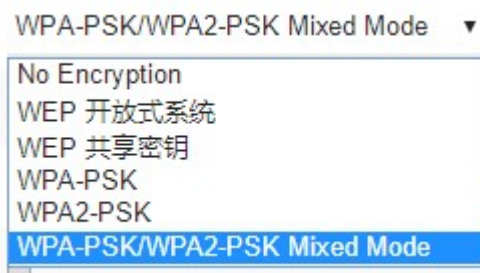 WPA-PSK/WPA2-PSK Mixed Mode
No Encryption
WEP 开放式系统
WEP 共享密钥
WPA-PSK
WPA2-PSK
WPA-PSK/WPA2-PSK Mixed Mode